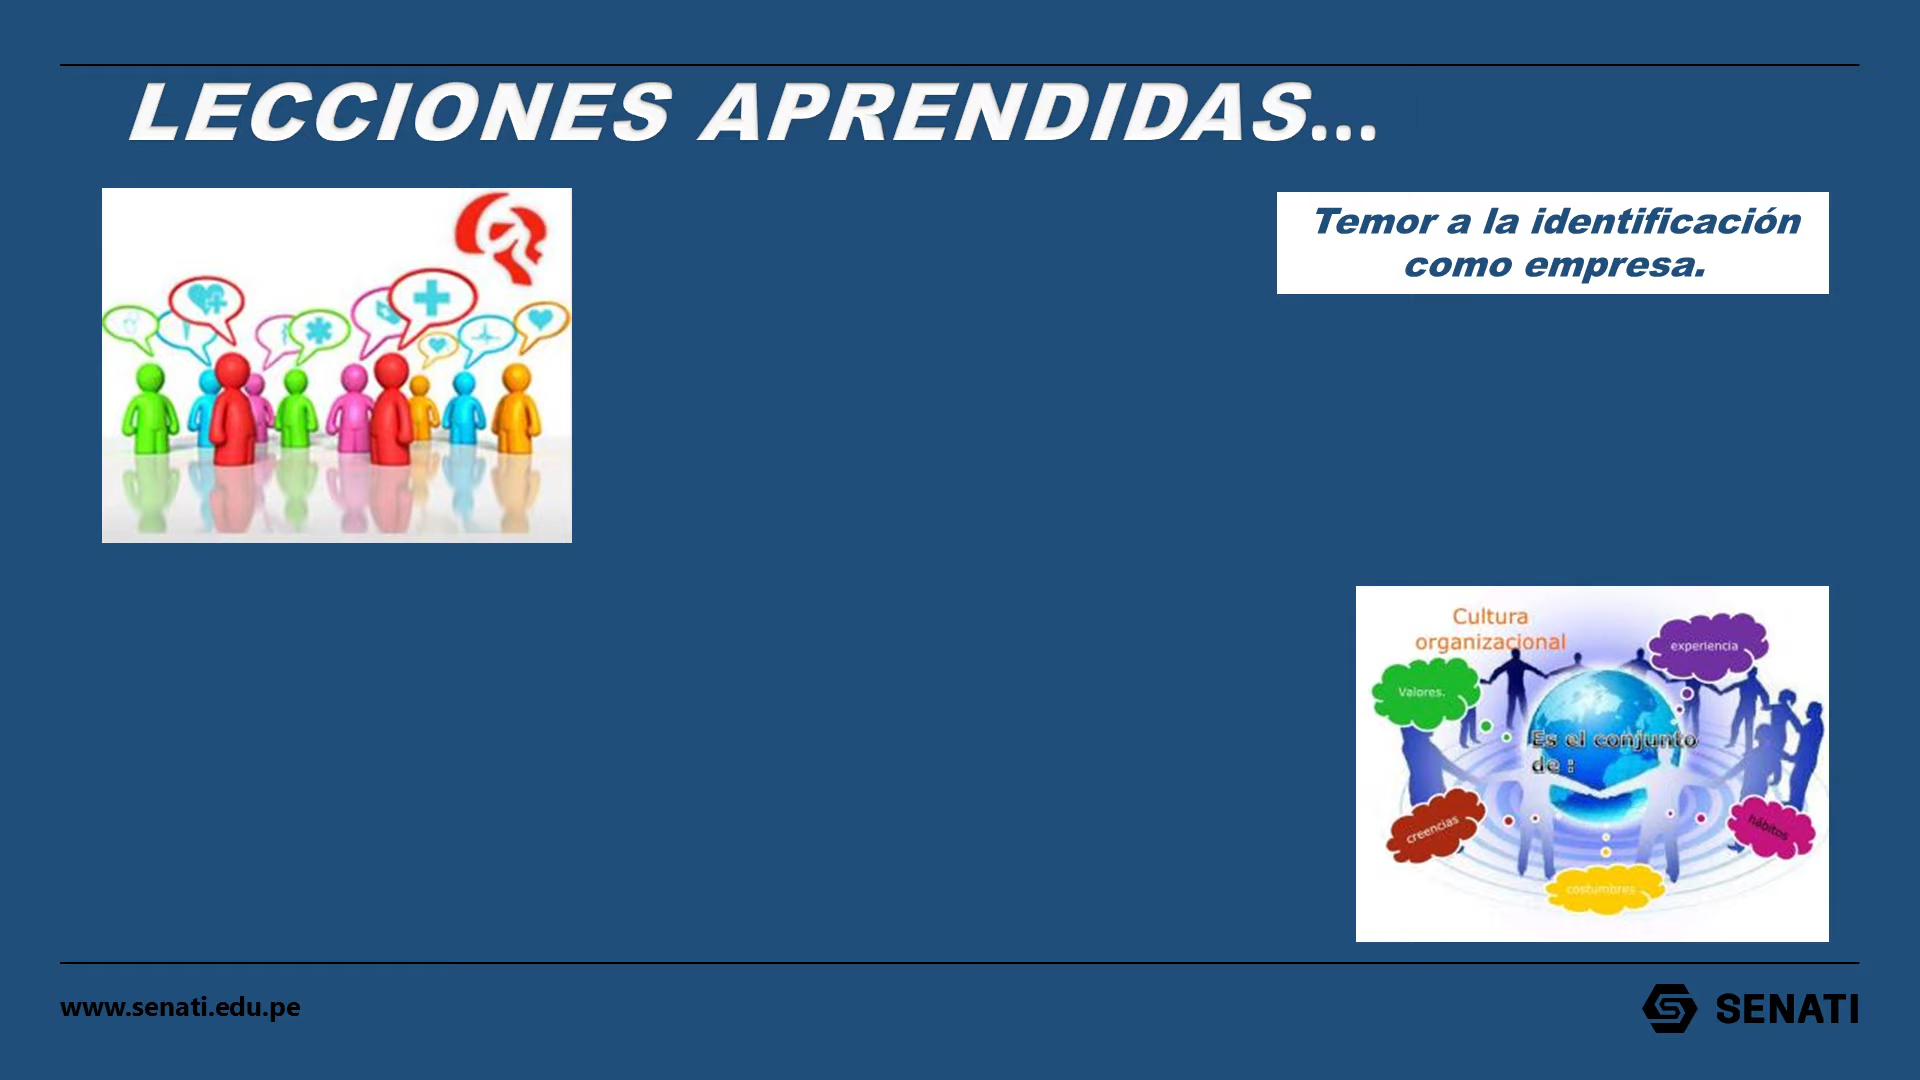 LECCIONES APRENDIDAS...
Temor a la identificación
como empresa.
Cultura
organizacional
experiencia
Valores.
Es el conjunto
de :
creencias
hábitos
costumbres
www.senati.edu.pe
SENATI